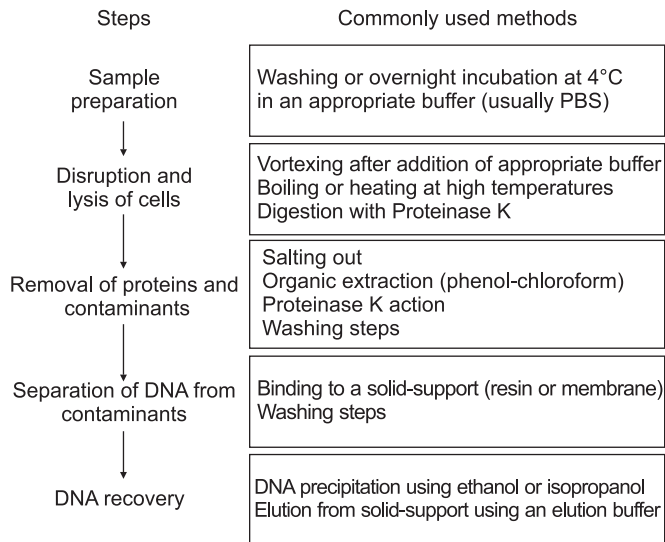 Steps
Commonly used methods
Sample
preparation
Washing or overnight incubation at 4°C
in an appropriate buffer (usually PBS)
Disruption and
lysis of cells
Vortexing after addition of appropriate buffer
Boiling or heating at high temperatures
Digestion with Proteinase K
Removal of proteins and
contaminants
Salting out
Organic extraction (phenol-chloroform)
Proteinase K action
Washing steps
Separation of DNA from
contaminants
Binding to a solid-support (resin or membrane)
Washing steps
DNA recovery
DNA precipitation using ethanol or isopropanol
Elution from solid-support using an elution buffer